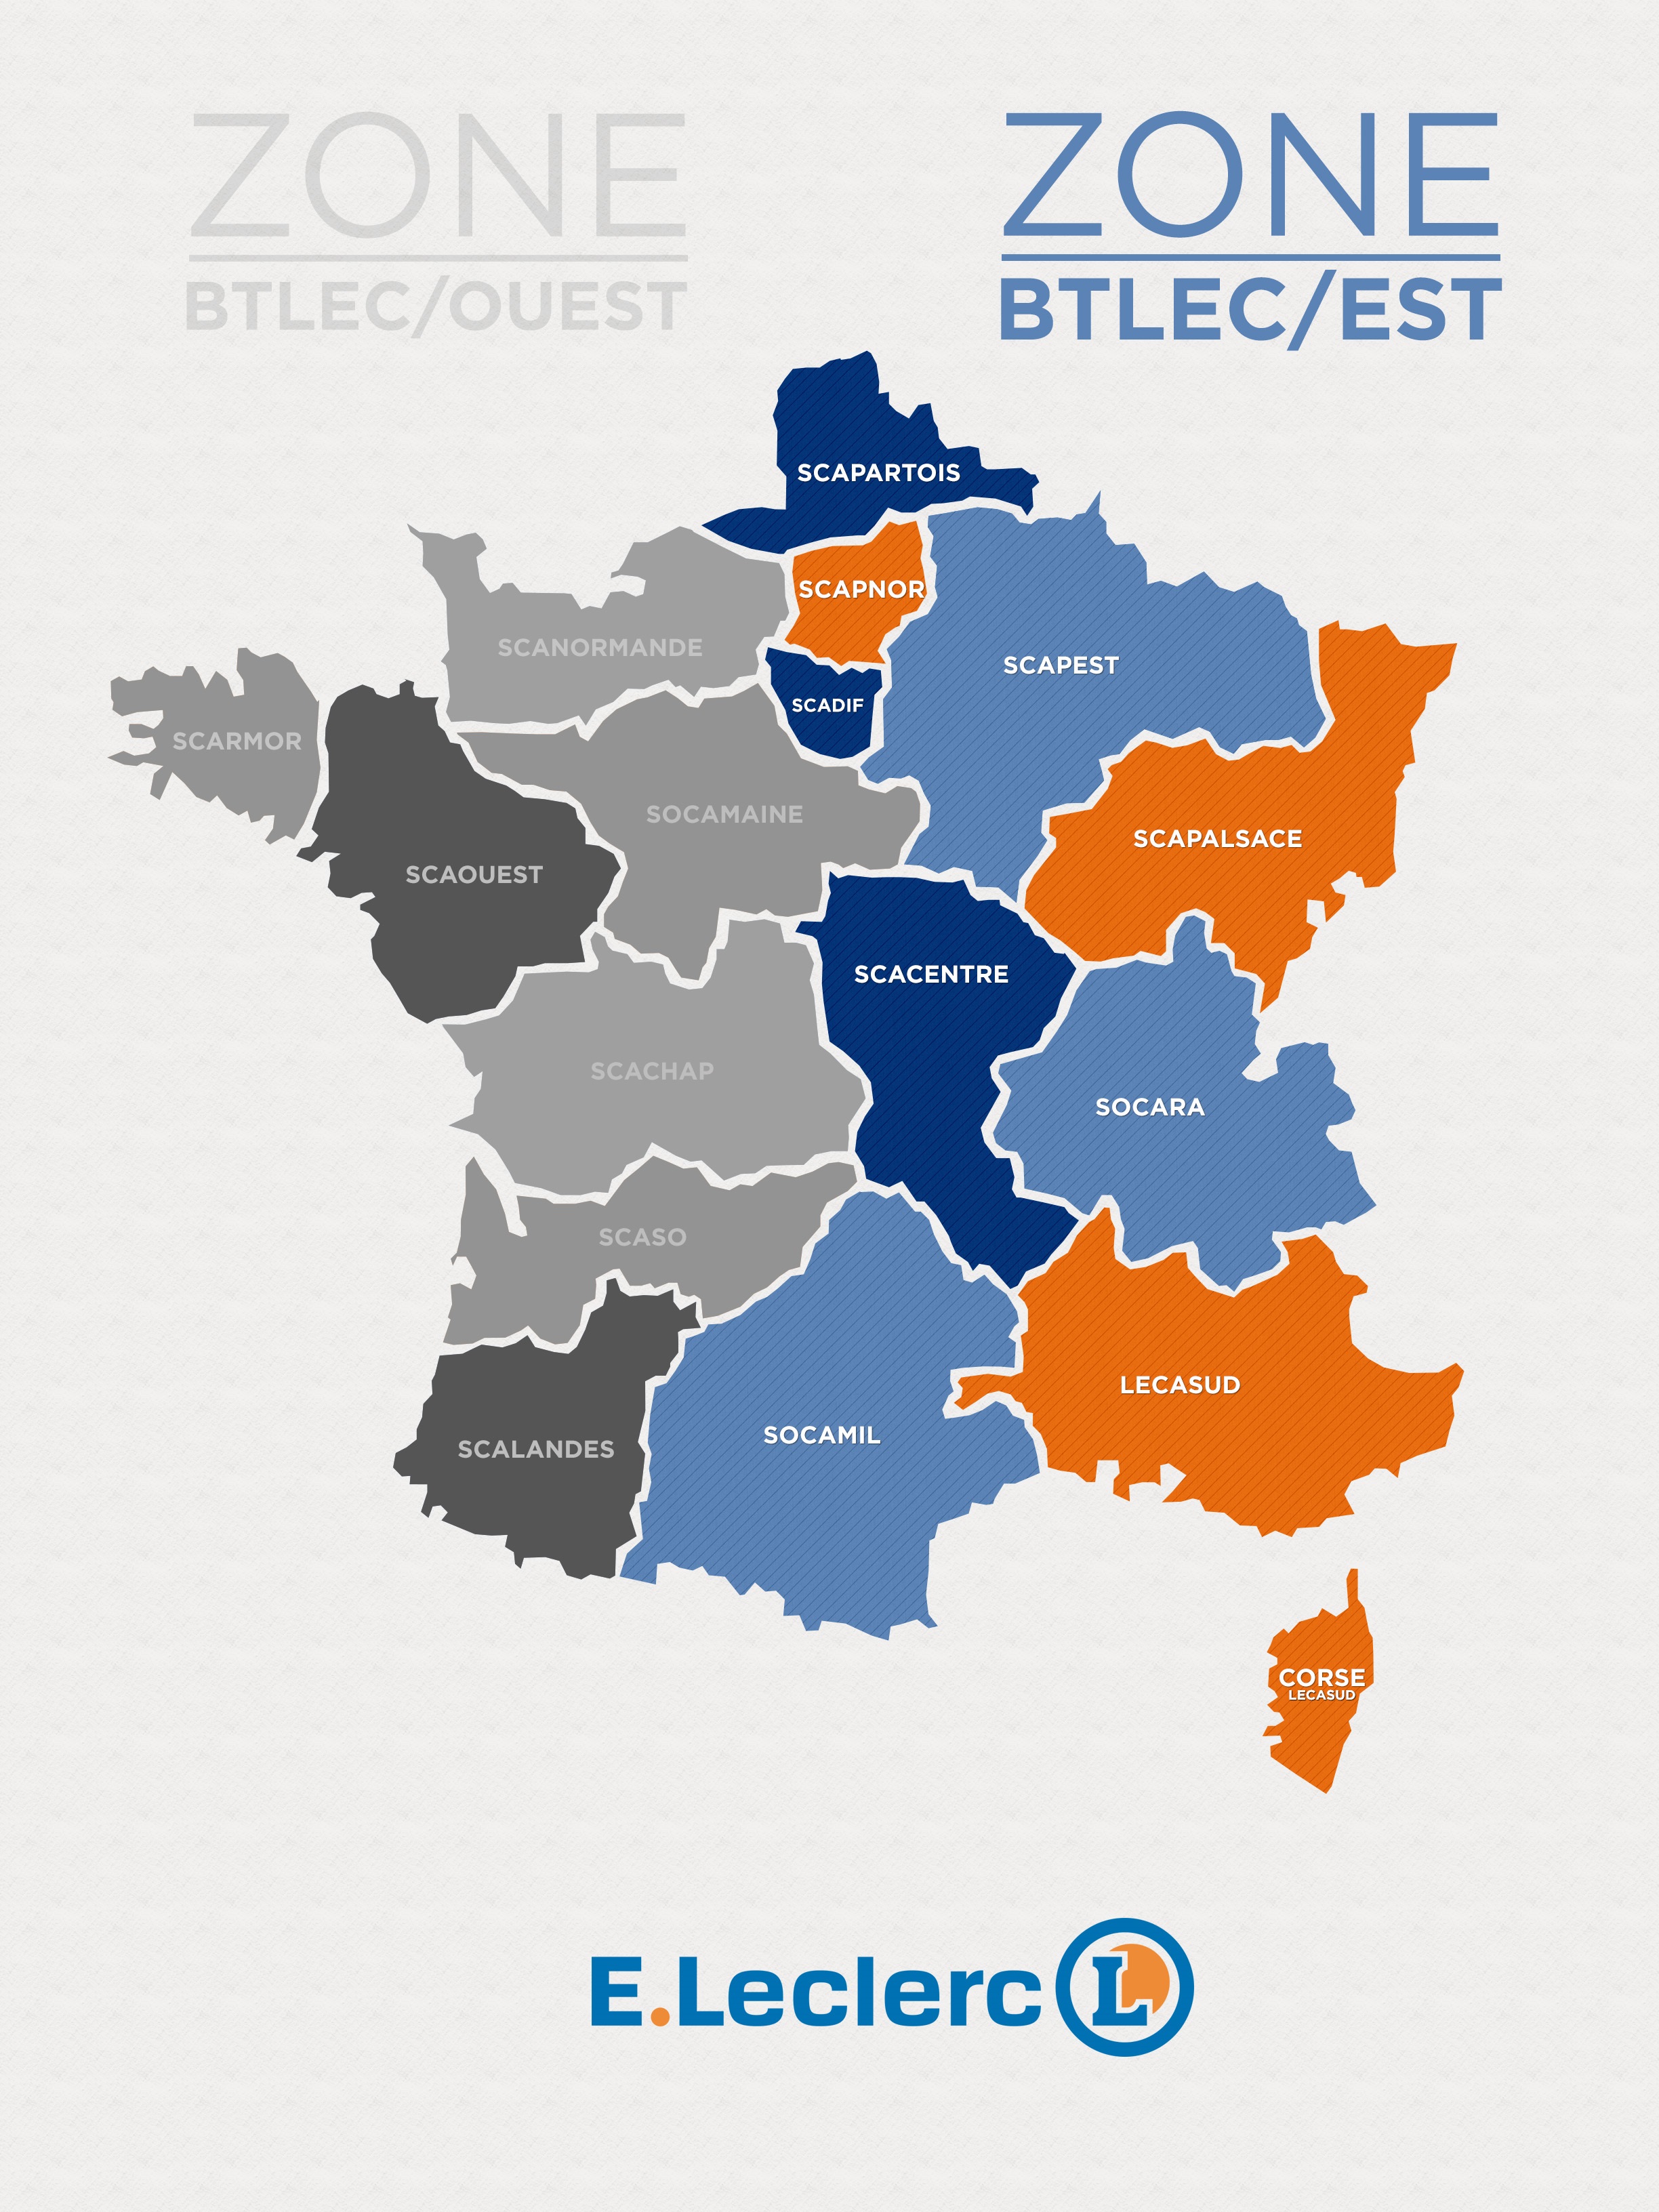 ZONE
BTLEC/OUEST
ZONE
BTLEC/EST
SCAPARTOIS
SCAPNOR
SCANORMANDE
SCAPEST
SCADIF
SCARMOR
SOCAMAINE
SCAPALSACE
SCAOUEST
SCACENTRE
SCACHAP
SOCARA
SCASO
LECASUD
SOCAMIL
SCALANDES
CORSE
LECASUD
E.Leclerc L